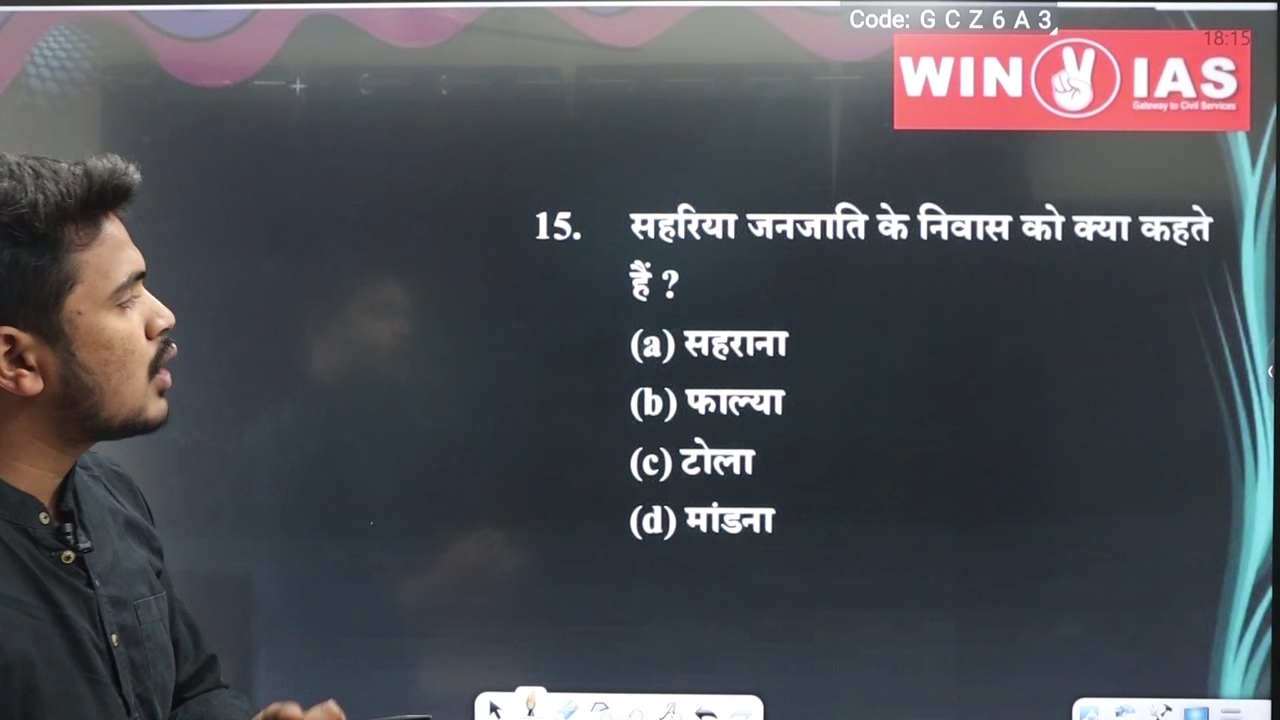 Code: G C Z 6 A 3
18:15
WIN IAS
Gateway to Civil Services
15. सहरिया जनजाति के निवास को क्या कहते
हैं ?
(a) सहराना
(b) फाल्या
(c) टोला
(d) मांडना